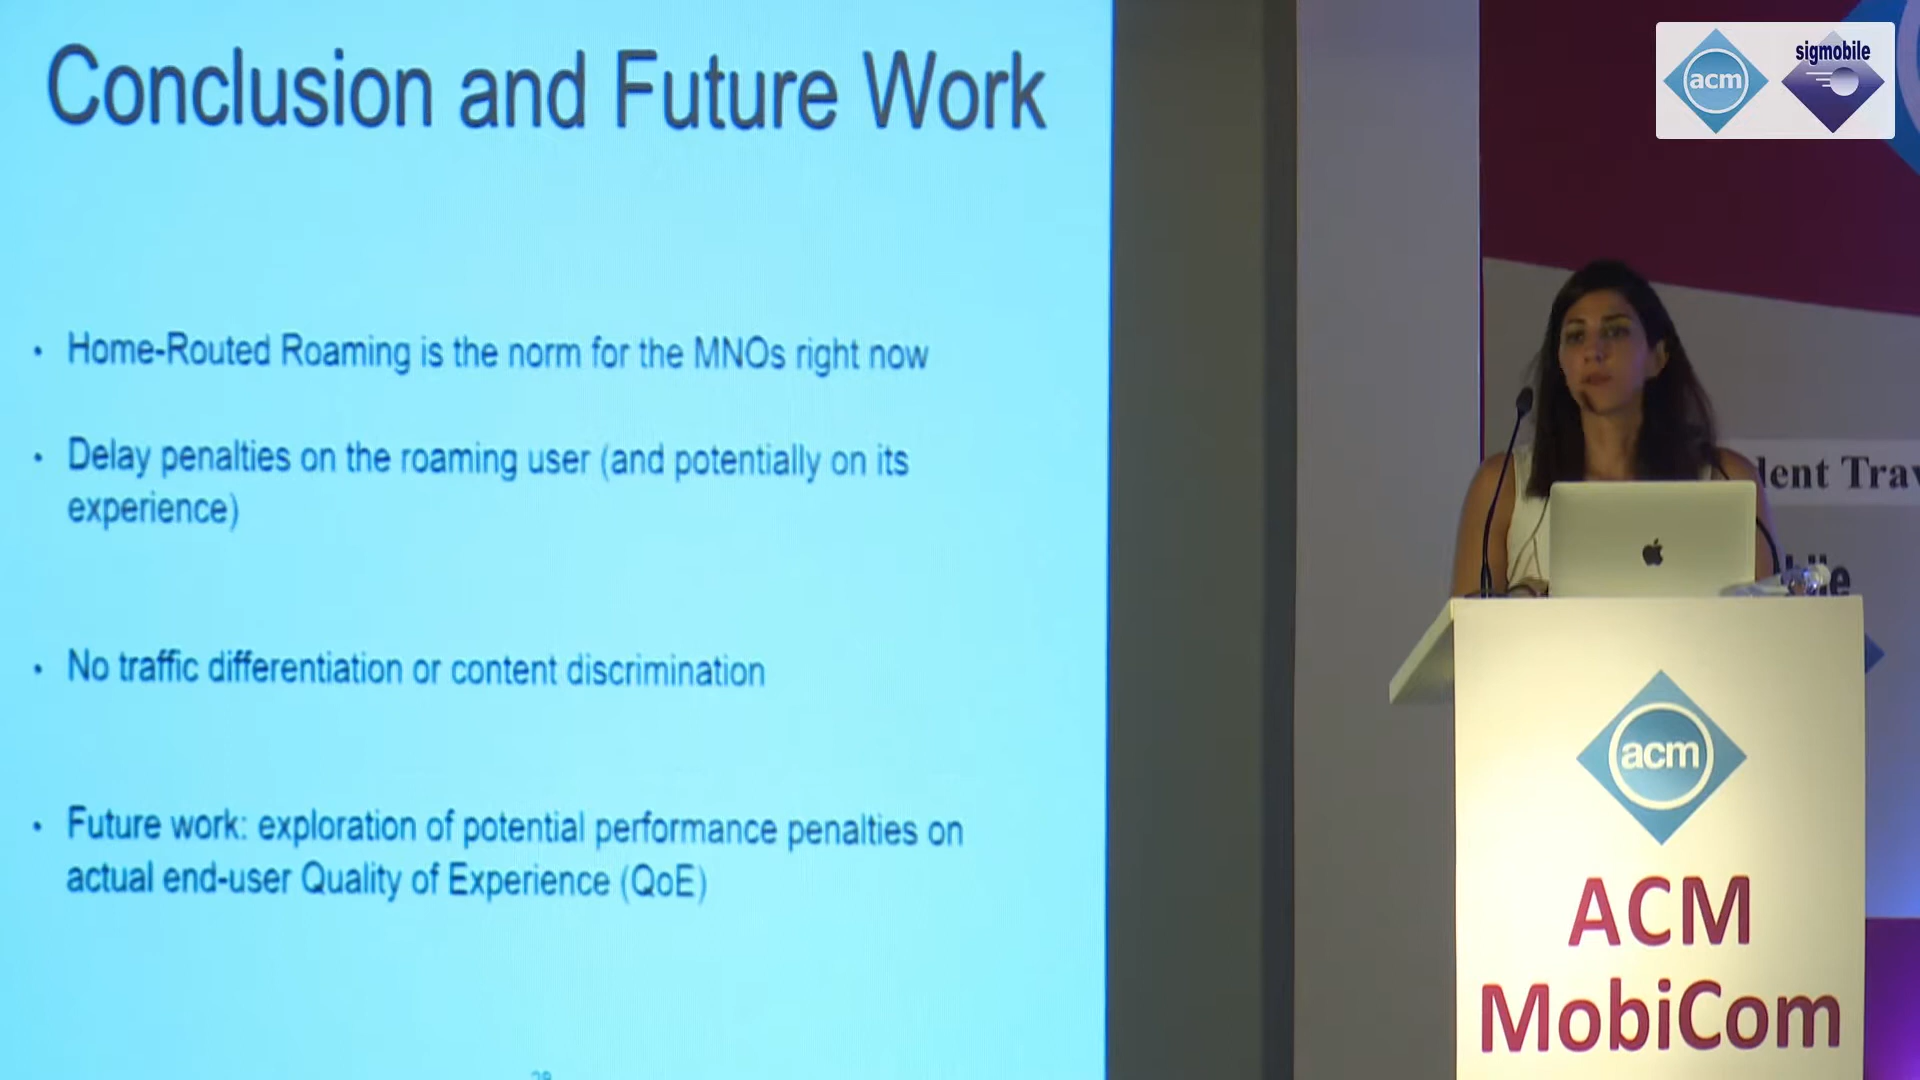 Conclusion and Future Work
• Home-Routed Roaming is the norm for the MNOs right now
• Delay penalties on the roaming user (and potentially on its
experience)
• No traffic differentiation or content discrimination
• Future work: exploration of potential performance penalties on
actual end-user Quality of Experience (QoE)
acm
sigmobile
acm
ACM
MobiCom